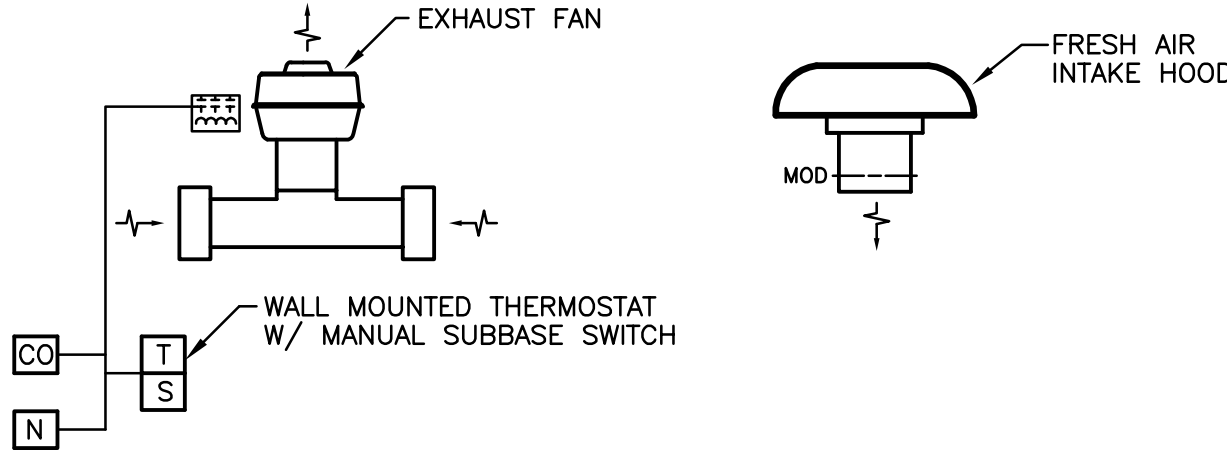 EXHAUST FAN
FRESH AIR
INTAKE HOOD
MOD
WALL MOUNTED THERMOSTAT
W/ MANUAL SUBBASE SWITCH
CO
T
S
N